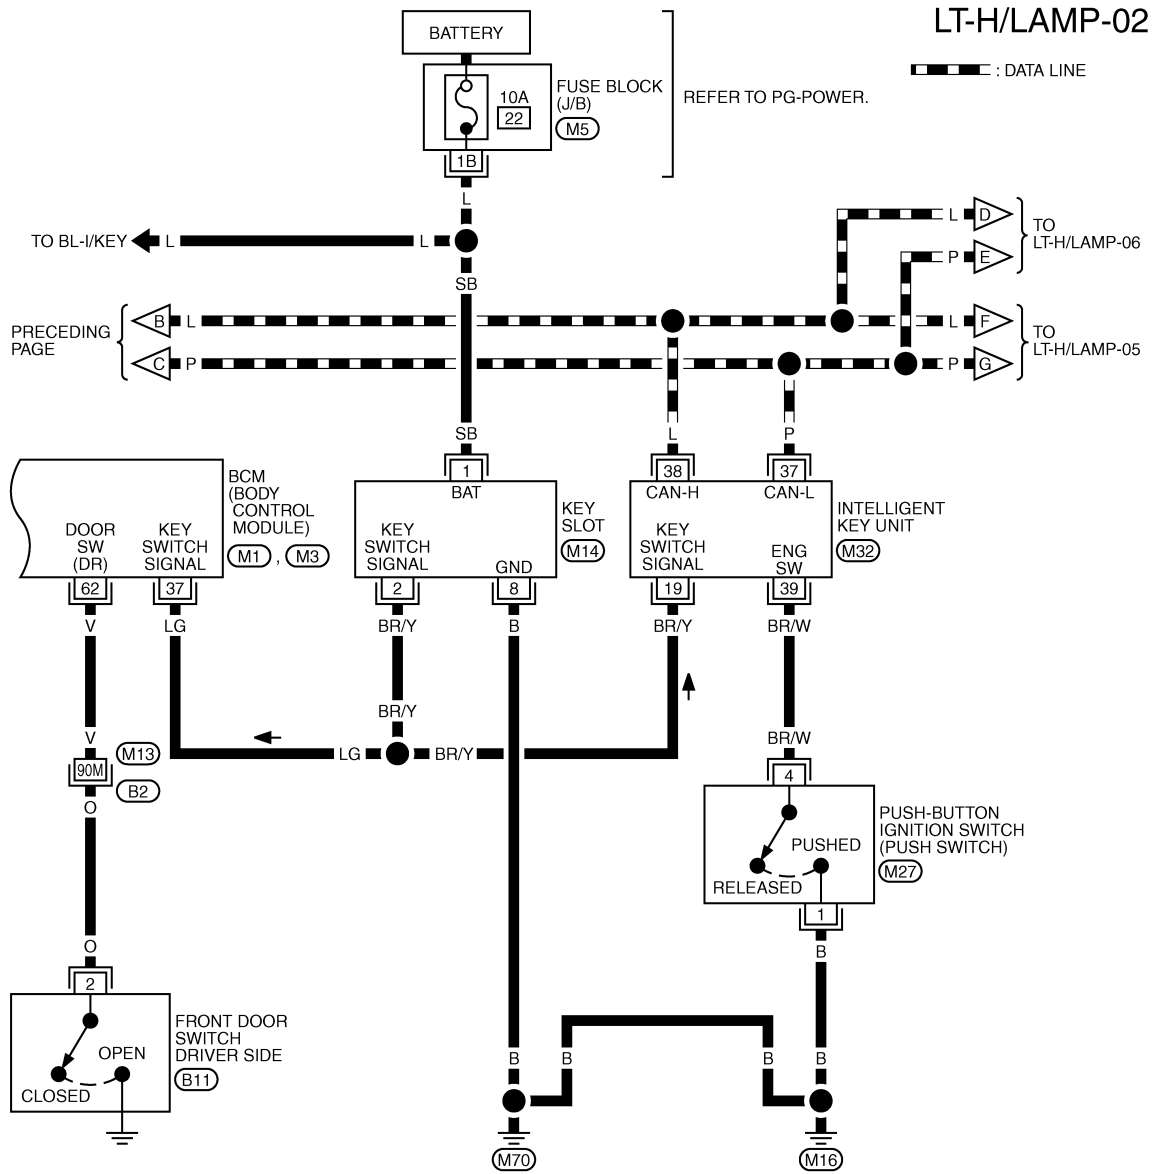 LT-H/LAMP-02
BATTERY
: DATA LINE
FUSE BLOCK
(J/B)
M5
10A
22
REFER TO PG-POWER.
1B
L
TO BL-I/KEY
L
L
SB
L
D
P
E
TO
LT-H/LAMP-06
PRECEDING
PAGE
B
L
C
P
L
F
P
G
TO
LT-H/LAMP-05
SB
L
P
1
BAT
38
CAN-H
37
CAN-L
BCM
(BODY
CONTROL
MODULE)
M1 , M3
DOOR
SW
(DR)
KEY
SWITCH
SIGNAL
KEY
SWITCH
SIGNAL
GND
KEY
SLOT
M14
KEY
SWITCH
SIGNAL
ENG
SW
INTELLIGENT
KEY UNIT
M32
62
37
2
8
19
39
V
LG
BR/Y
B
BR/Y
BR/W
BR/Y
V
BR/W
LG
BR/Y
M13
90M
B2
O
4
PUSH-BUTTON
IGNITION SWITCH
(PUSH SWITCH)
M27
PUSHED
RELEASED
1
O
B
2
FRONT DOOR
SWITCH
DRIVER SIDE
B11
OPEN
CLOSED
B
B
B
B
M70
M16